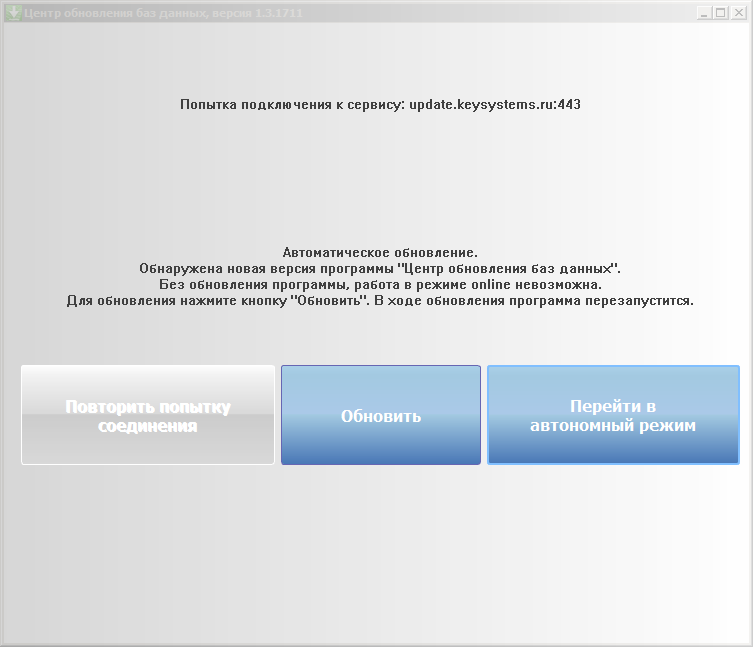 Центр обновления баз данных, версия 1.3.1711
Попытка подключения к сервису: update.keysystems.ru:443
Автоматическое обновление.
Обнаружена новая версия программы "Центр обновления баз данных".
Без обновления программы, работа в режиме online невозможна.
Для обновления нажмите кнопку "Обновить". В ходе обновления программа перезапустится.
Повторить попытку
соединения
Обновить
Перейти в
автономный режим